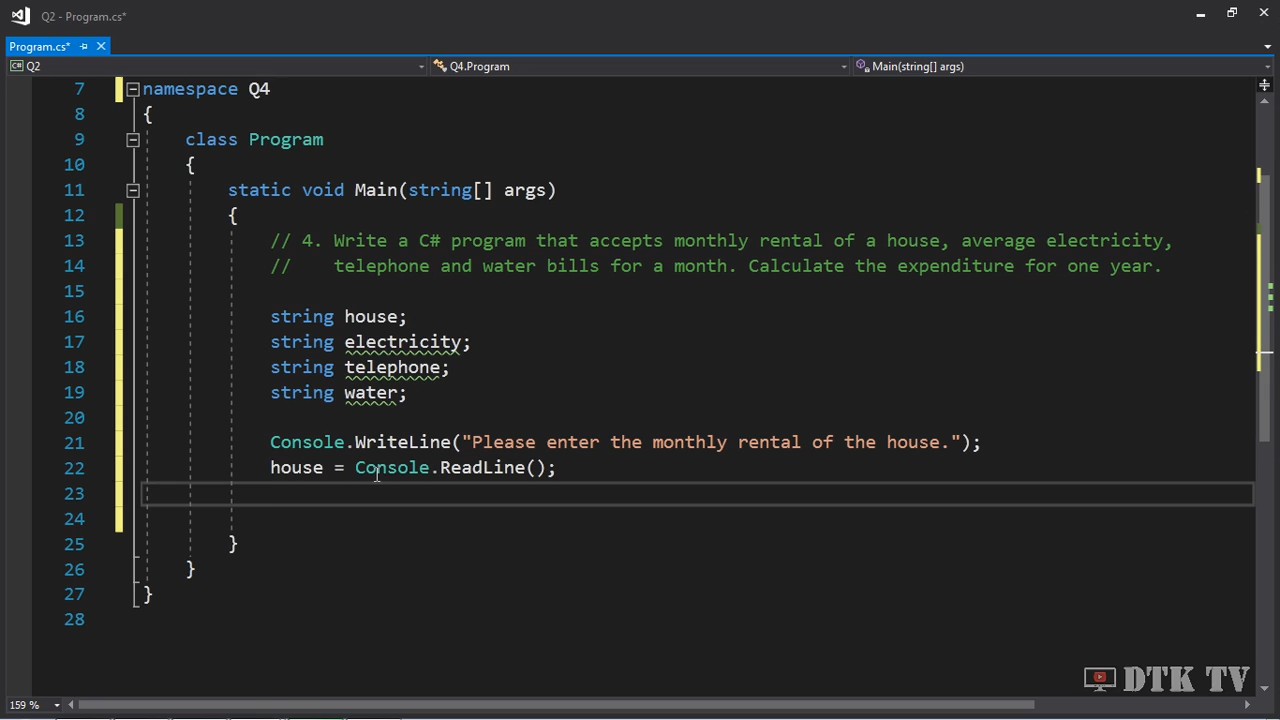 Q2 - Program.cs*
Program.cs*
C# Q2
Q4.Program
Main(string[] args)
7 namespace Q4
8 {
9 class Program
10 {
11 static void Main(string[] args)
12 {
13 // 4. Write a C# program that accepts monthly rental of a house, average electricity,
14 // telephone and water bills for a month. Calculate the expenditure for one year.
15
16 string house;
17 string electricity;
18 string telephone;
19 string water;
20
21 Console.WriteLine("Please enter the monthly rental of the house.");
22 house = Console.ReadLine();
23
24
25 }
26 }
27 }
28
DTK TV
159 %